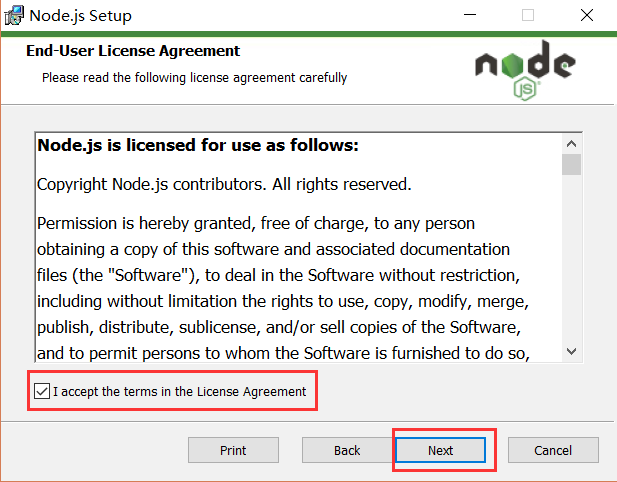 Node.js Setup
End-User License Agreement
Please read the following license agreement carefully
node
JS
Node.js is licensed for use as follows:
Copyright Node.js contributors. All rights reserved.
Permission is hereby granted, free of charge, to any person
obtaining a copy of this software and associated documentation
files (the "Software"), to deal in the Software without restriction,
including without limitation the rights to use, copy, modify, merge,
publish, distribute, sublicense, and/or sell copies of the Software,
and to permit persons to whom the Software is furnished to do so,
I accept the terms in the License Agreement
Print
Back
Next
Cancel